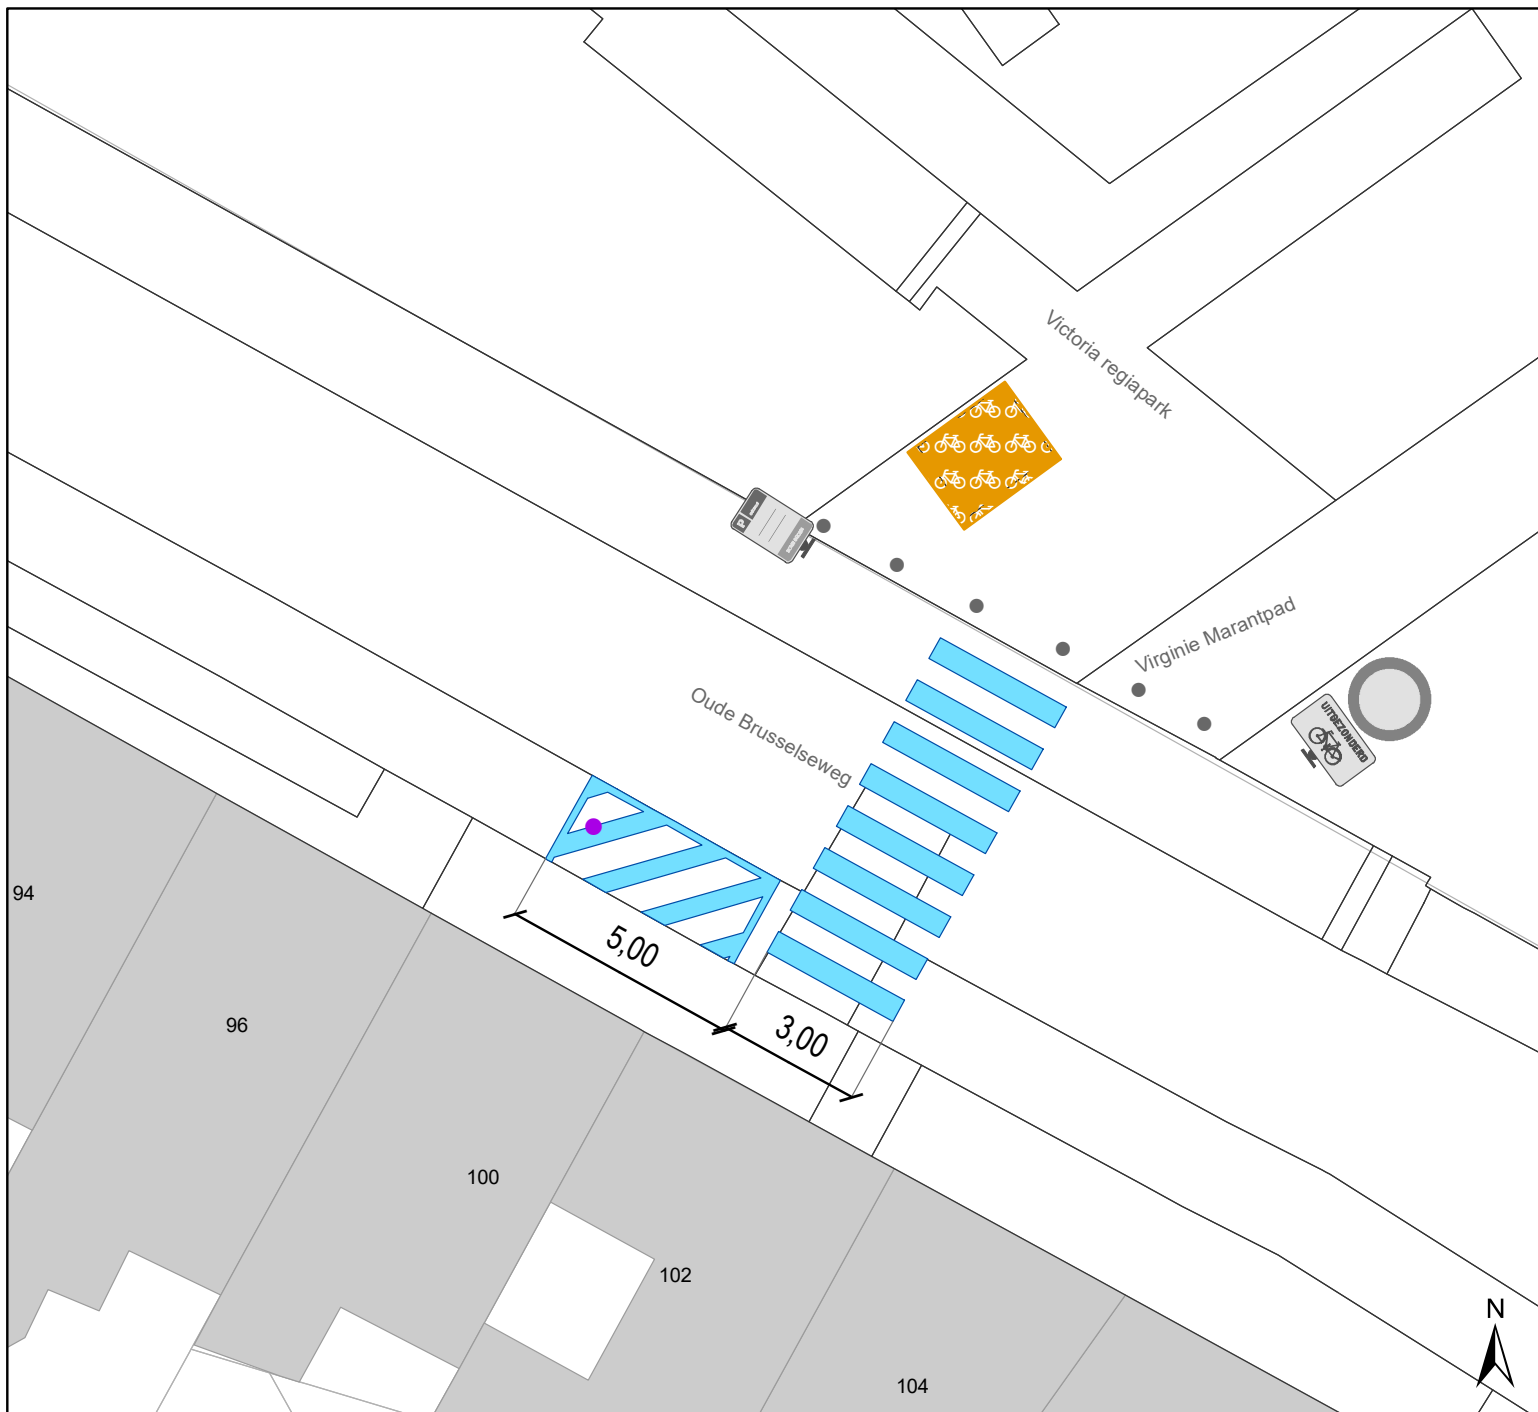 Victoria regiapark
P
Virginie Marantpad
UITGEZONDERD
Oude Brusselseweg
94
5,00
96
3,00
100
102
N
104